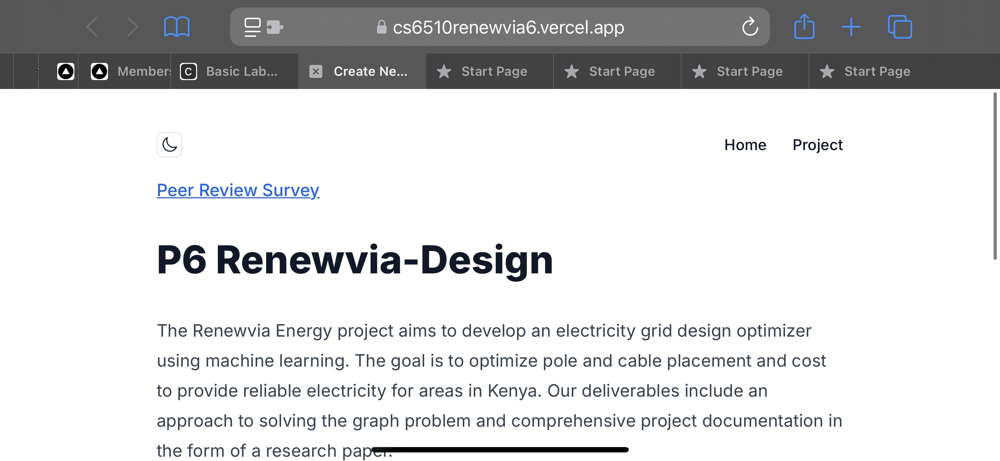 cs6510renewvia6.vercel.app
Members
C Basic Lab...
Create Ne...
Start Page
Start Page
Start Page
Start Page
Home
Project
Peer Review Survey
P6 Renewvia-Design
The Renewvia Energy project aims to develop an electricity grid design optimizer
using machine learning. The goal is to optimize pole and cable placement and cost
to provide reliable electricity for areas in Kenya. Our deliverables include an
approach to solving the graph problem and comprehensive project documentation in
the form of a research paper.